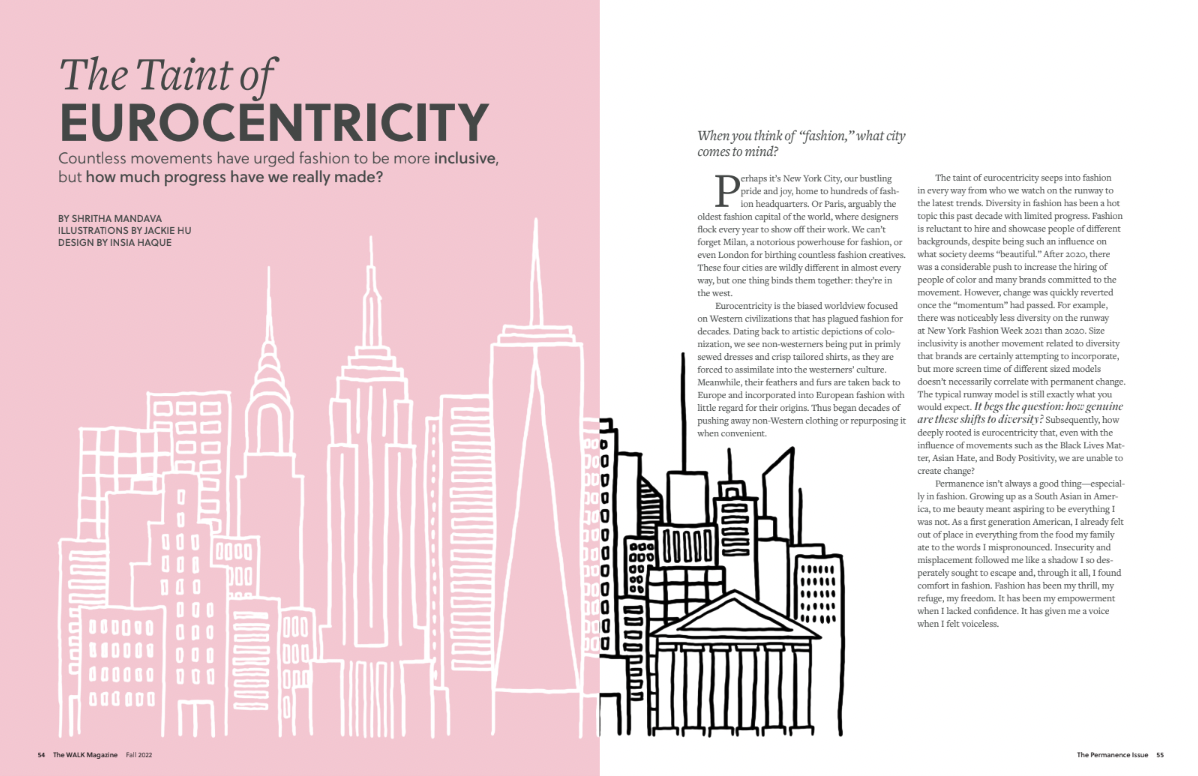 The Taint of
EUROCENTRICITY
Countless movements have urged fashion to be more inclusive,
but how much progress have we really made?
BY SHRITHA MANDAVA
ILLUSTRATIONS BY JACKIE HU
DESIGN BY INSIA HAQUE
54 The WALK Magazine Fall 2022
When you think of “fashion,” what city
comes to mind?
Perhaps it’s New York City, our bustling
pride and joy, home to hundreds of fash-
ion headquarters. Or Paris, arguably the
oldest fashion capital of the world, where designers
flock every year to show off their work. We can’t
forget Milan, a notorious powerhouse for fashion, or
even London for birthing countless fashion creatives.
These four cities are wildly different in almost every
way, but one thing binds them together: they’re in
the west.
Eurocentricity is the biased worldview focused
on Western civilizations that has plagued fashion for
decades. Dating back to artistic depictions of colo-
nization, we see non-westerners being put in primly
sewed dresses and crisp tailored shirts, as they are
forced to assimilate into the westerners’ culture.
Meanwhile, their feathers and furs are taken back to
Europe and incorporated into European fashion with
little regard for their origins. Thus began decades of
pushing away non-Western clothing or repurposing it
when convenient.
The taint of eurocentricity seeps into fashion
in every way from who we watch on the runway to
the latest trends. Diversity in fashion has been a hot
topic this past decade with limited progress. Fashion
is reluctant to hire and showcase people of different
backgrounds, despite being such an influence on
what society deems “beautiful.” After 2020, there
was a considerable push to increase the hiring of
people of color and many brands committed to the
movement. However, change was quickly reverted
once the “momentum” had passed. For example,
there was noticeably less diversity on the runway
at New York Fashion Week 2021 than 2020. Size
inclusivity is another movement related to diversity
that brands are certainly attempting to incorporate,
but more screen time of different sized models
doesn’t necessarily correlate with permanent change.
The typical runway model is still exactly what you
would expect. It begs the question: how genuine
are these shifts to diversity? Subsequently, how
deeply rooted is eurocentricity that, even with the
influence of movements such as the Black Lives Mat-
ter, Asian Hate, and Body Positivity, we are unable to
create change?
Permanence isn’t always a good thing—especial-
ly in fashion. Growing up as a South Asian in Amer-
ica, to me beauty meant aspiring to be everything I
was not. As a first generation American, I already felt
out of place in everything from the food my family
ate to the words I mispronounced. Insecurity and
misplacement followed me like a shadow I so des-
perately sought to escape and, through it all, I found
comfort in fashion. Fashion has been my thrill, my
refuge, my freedom. It has been my empowerment
when I lacked confidence. It has given me a voice
when I felt voiceless.
The Permanence Issue 55